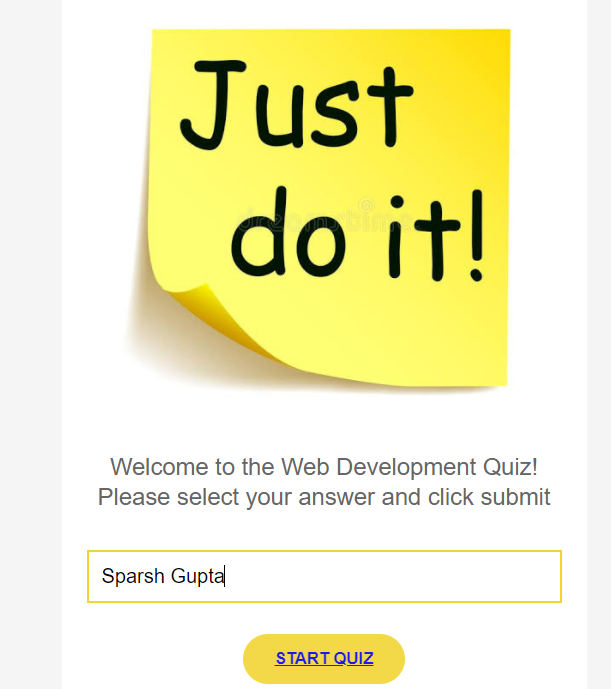 Just
do it!
dreamstime
Welcome to the Web Development Quiz!
Please select your answer and click submit
Sparsh Gupta
START QUIZ